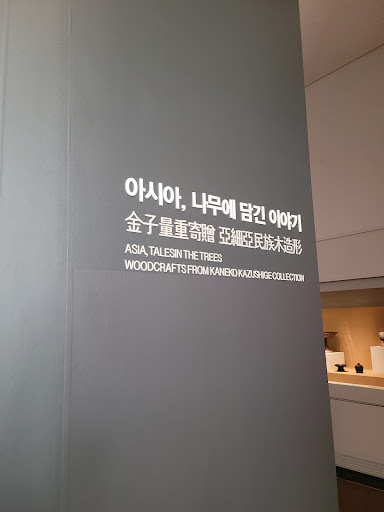 아시아, 나무에 담긴 이야기
金子量重寄贈 亞細亞民族木造形
ASIA, TALESIN THE TREES
WOODCRAFTS FROM KANEKO KAZUSHIGE COLLECTION